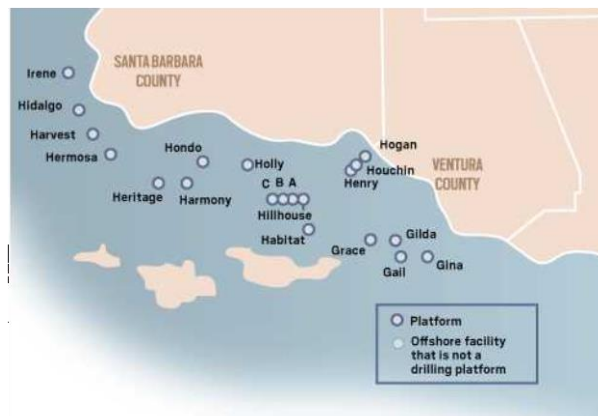 SANTA BARBARA
COUNTY
Irene
Hidalgo
Harvest
Hermosa
Hondo
Holly
Hogan
Houchin
Henry
VENTURA
COUNTY
Heritage
Harmony
C B A
Hillhouse
Habitat
Grace
Gilda
Gail
Gina
Platform
Offshore facility
that is not a
drilling platform